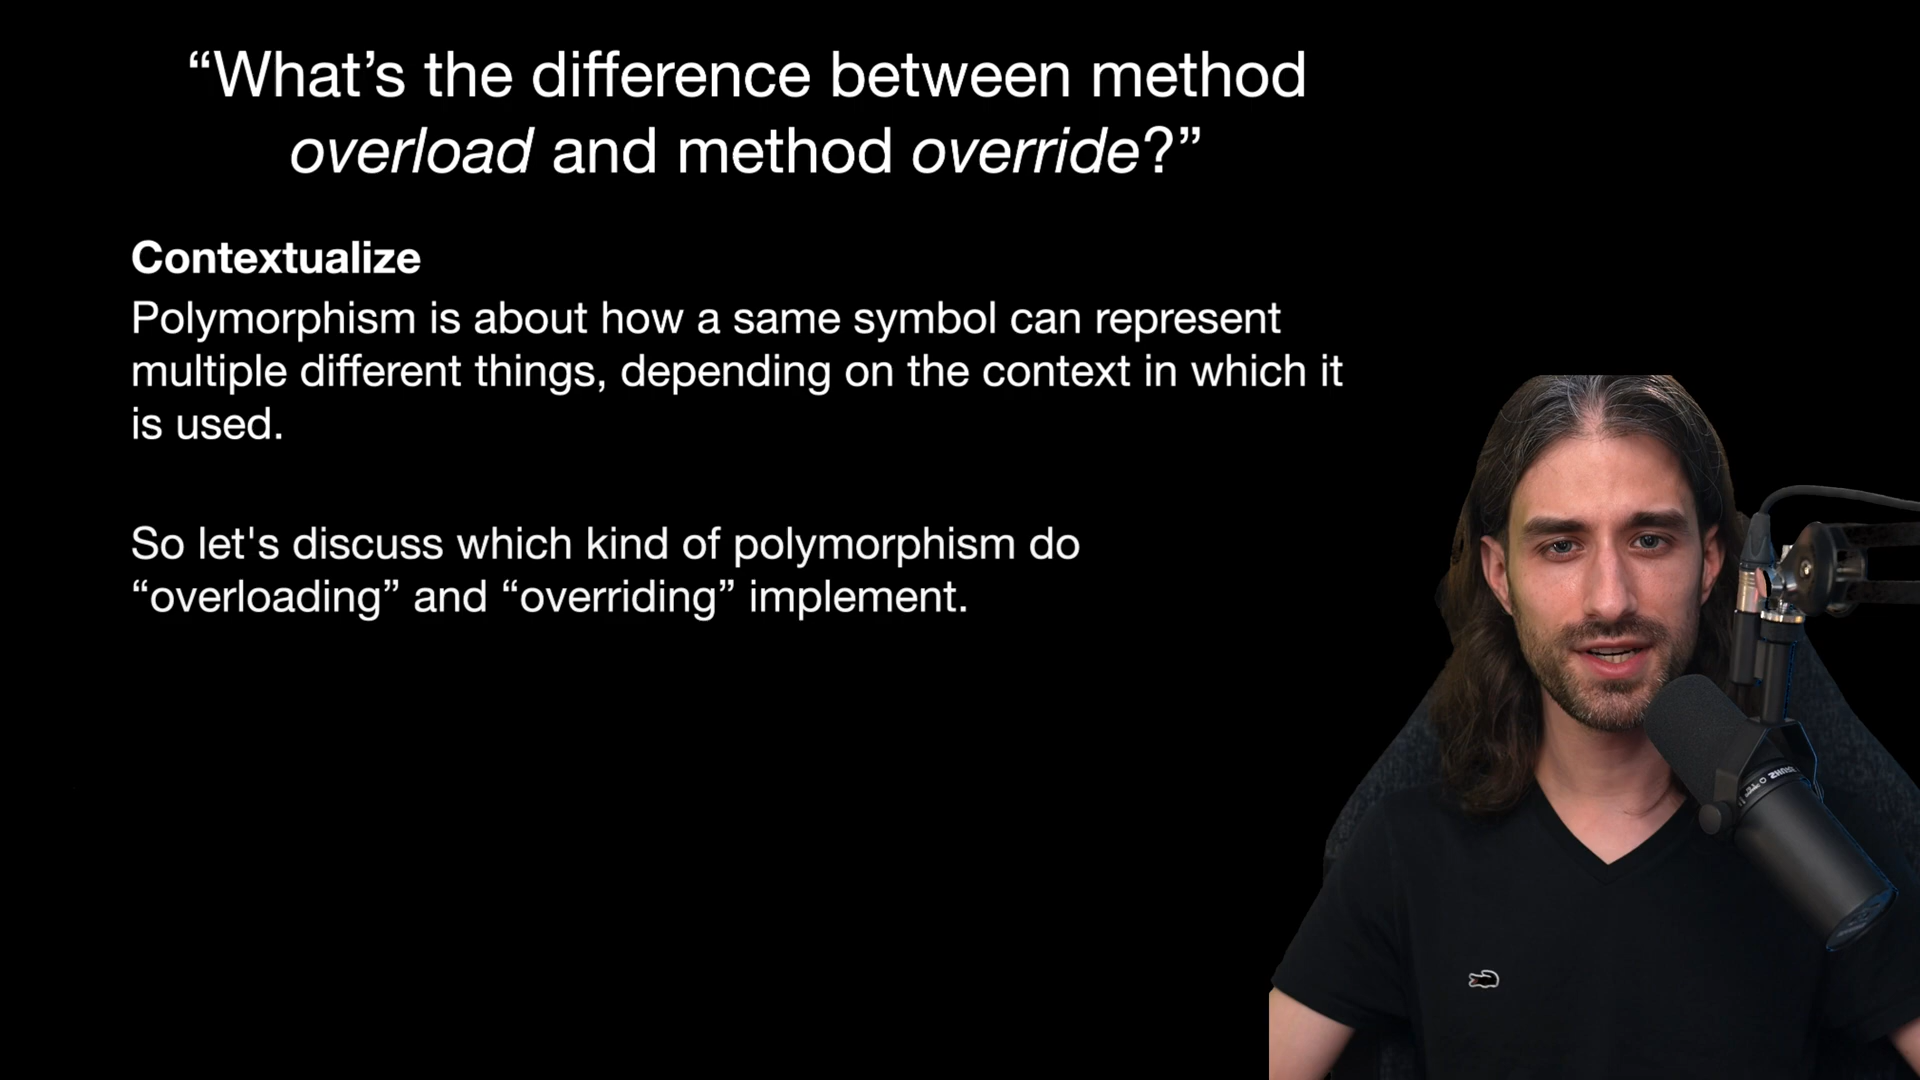 “What’s the difference between method
overload and method override?”
Contextualize
Polymorphism is about how a same symbol can represent
multiple different things, depending on the context in which it
is used.
So let's discuss which kind of polymorphism do
“overloading” and “overriding” implement.
SHURE